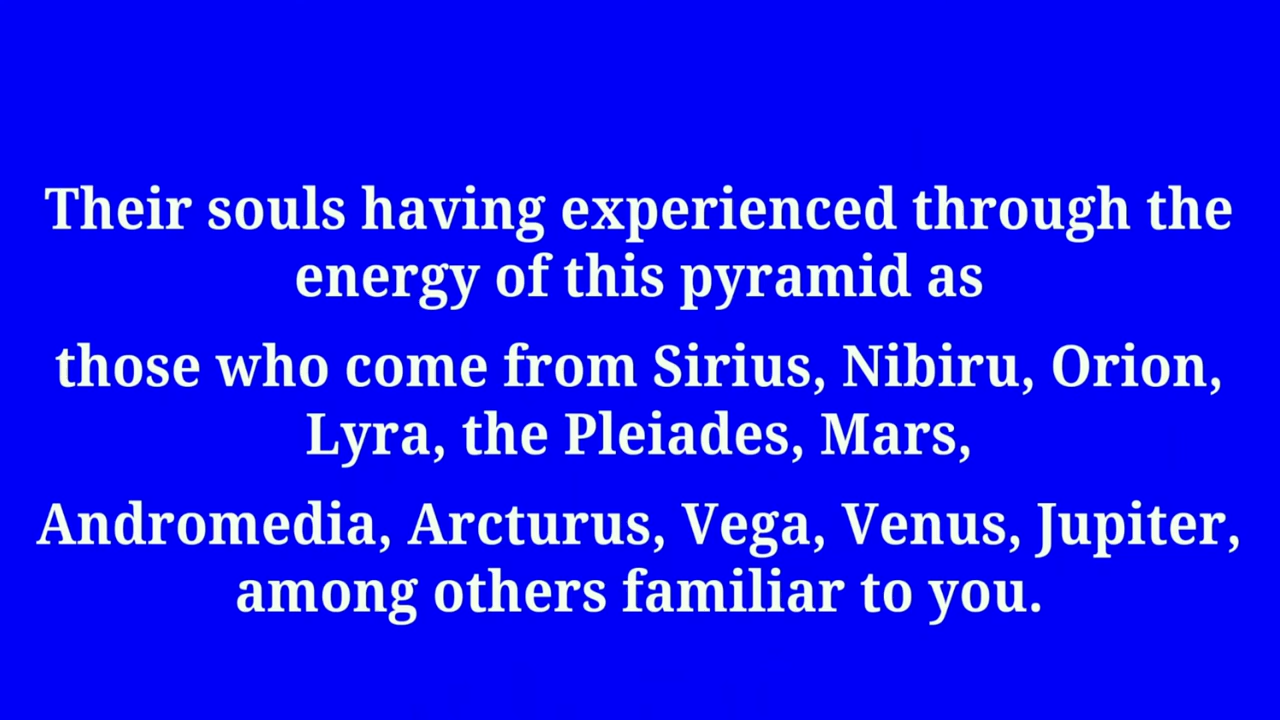 Their souls having experienced through the
energy of this pyramid as
those who come from Sirius, Nibiru, Orion,
Lyra, the Pleiades, Mars,
Andromedia, Arcturus, Vega, Venus, Jupiter,
among others familiar to you.